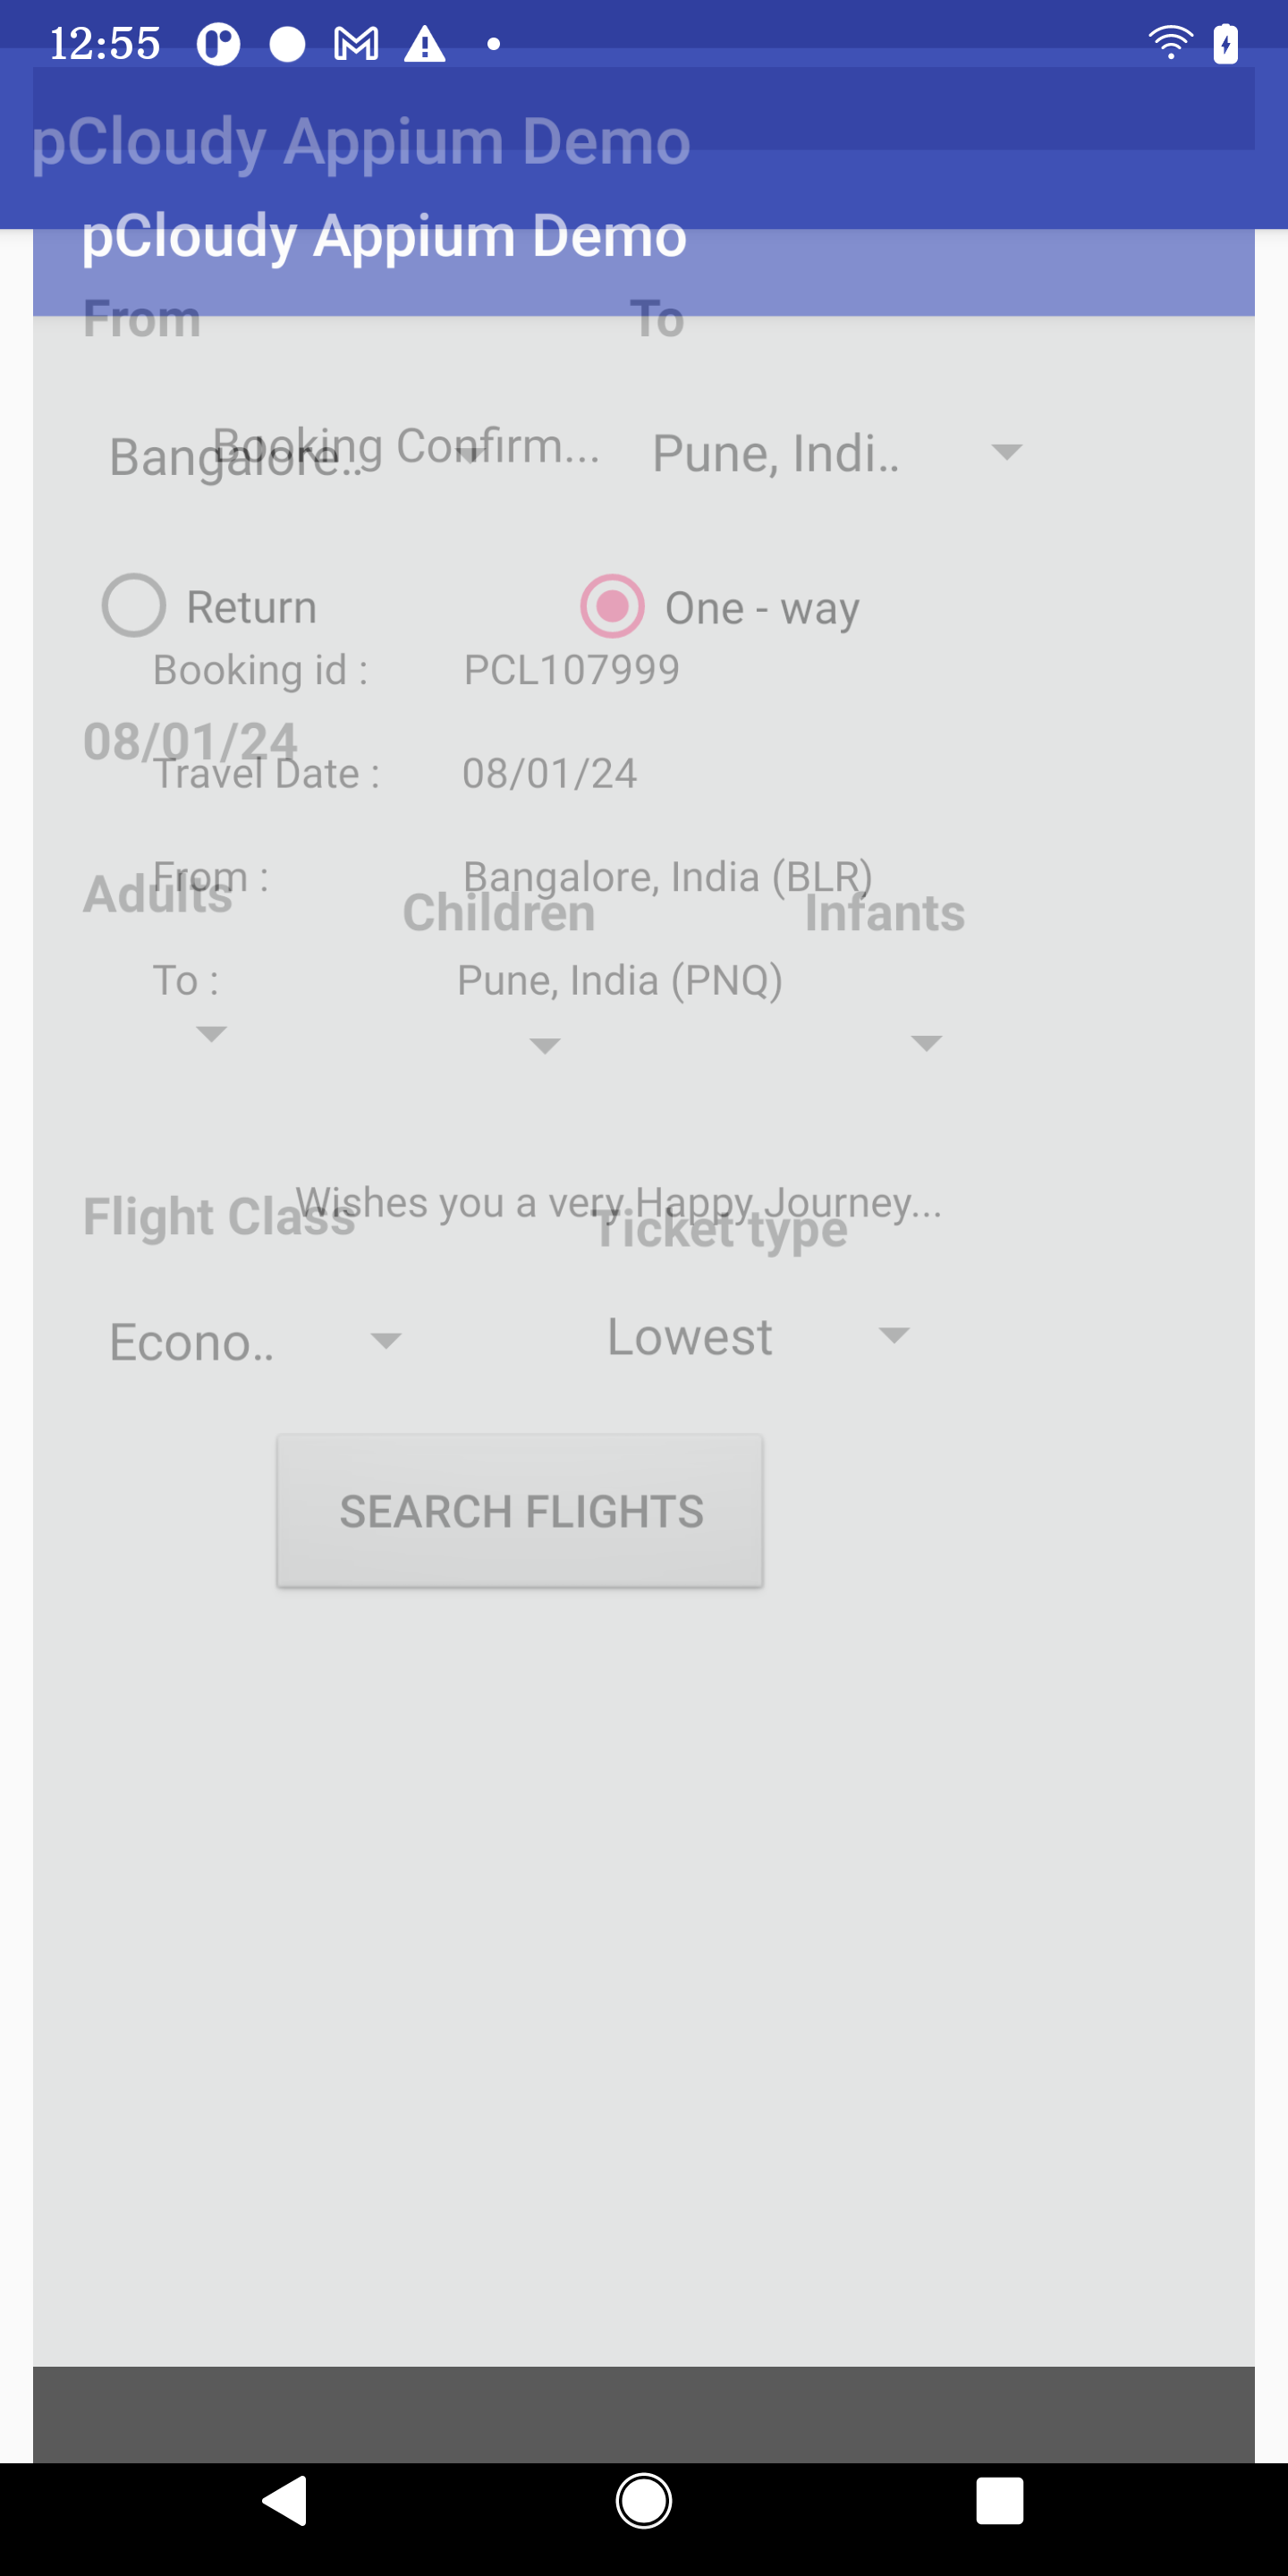 12:55
pCloudy Appium Demo
pCloudy Appium Demo
From To
Booking Confirm...
Bangalore.. Pune, Indi..
Return One - way
Booking id : PCL107999
08/01/24
Travel Date : 08/01/24
From : Bangalore, India (BLR)
Adults Children Infants
To : Pune, India (PNQ)
Wishes you a very Happy Journey...
Flight Class Ticket type
Econo.. Lowest
SEARCH FLIGHTS